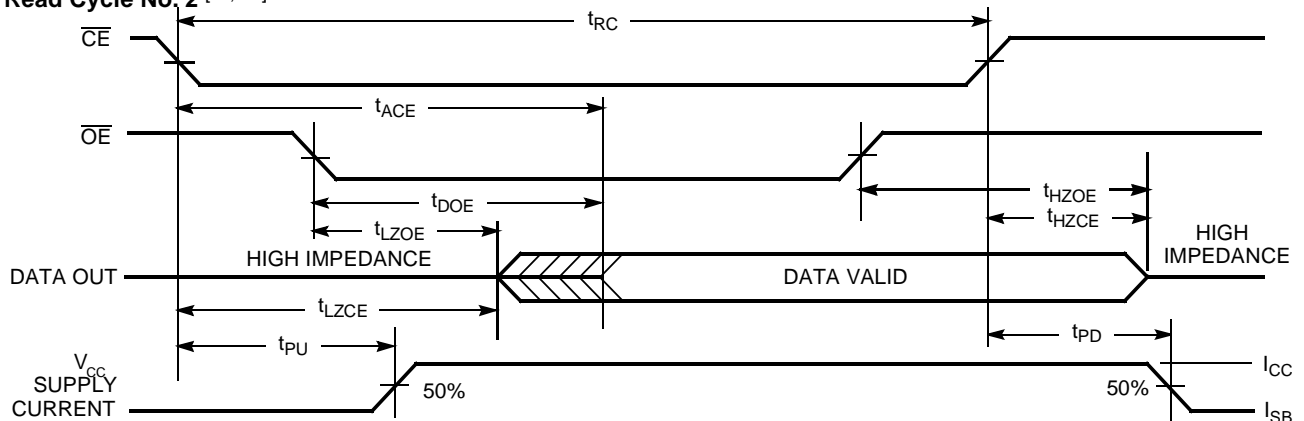 Read Cycle No. 2
tRC
CE
tACE
OE
tHZOE
tDOE
tHZCE
tLZOE
HIGH
IMPEDANCE
HIGH IMPEDANCE
DATA OUT
DATA VALID
tLZCE
tPU
tPD
VCC
SUPPLY
CURRENT
50%
50%
ICC
ISB